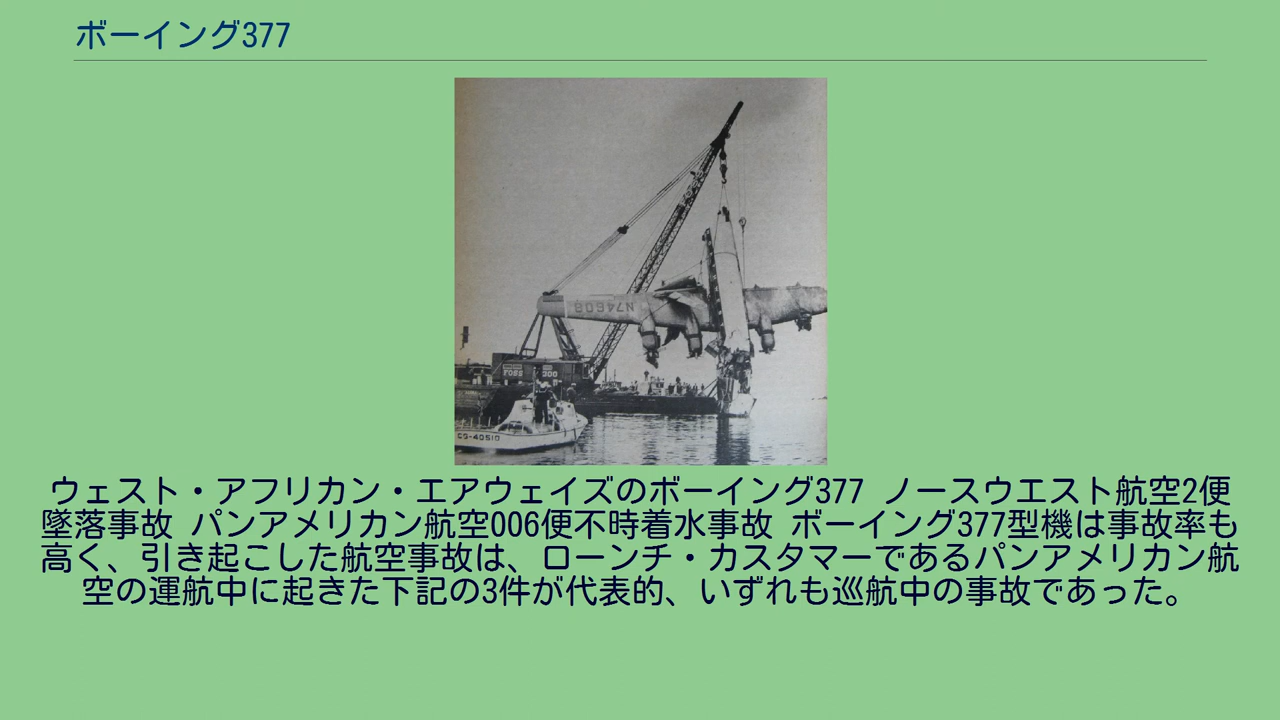 ボーイング377
N74608
FOSS 300
CG-40510
ウェスト・アフリカン・エアウェイズのボーイング377 ノースウエスト航空2便
墜落事故 パンアメリカン航空006便不時着水事故 ボーイング377型機は事故率も
高く、引き起こした航空事故は、ローンチ・カスタマーであるパンアメリカン航
空の運航中に起きた下記の3件が代表的、いずれも巡航中の事故であった。